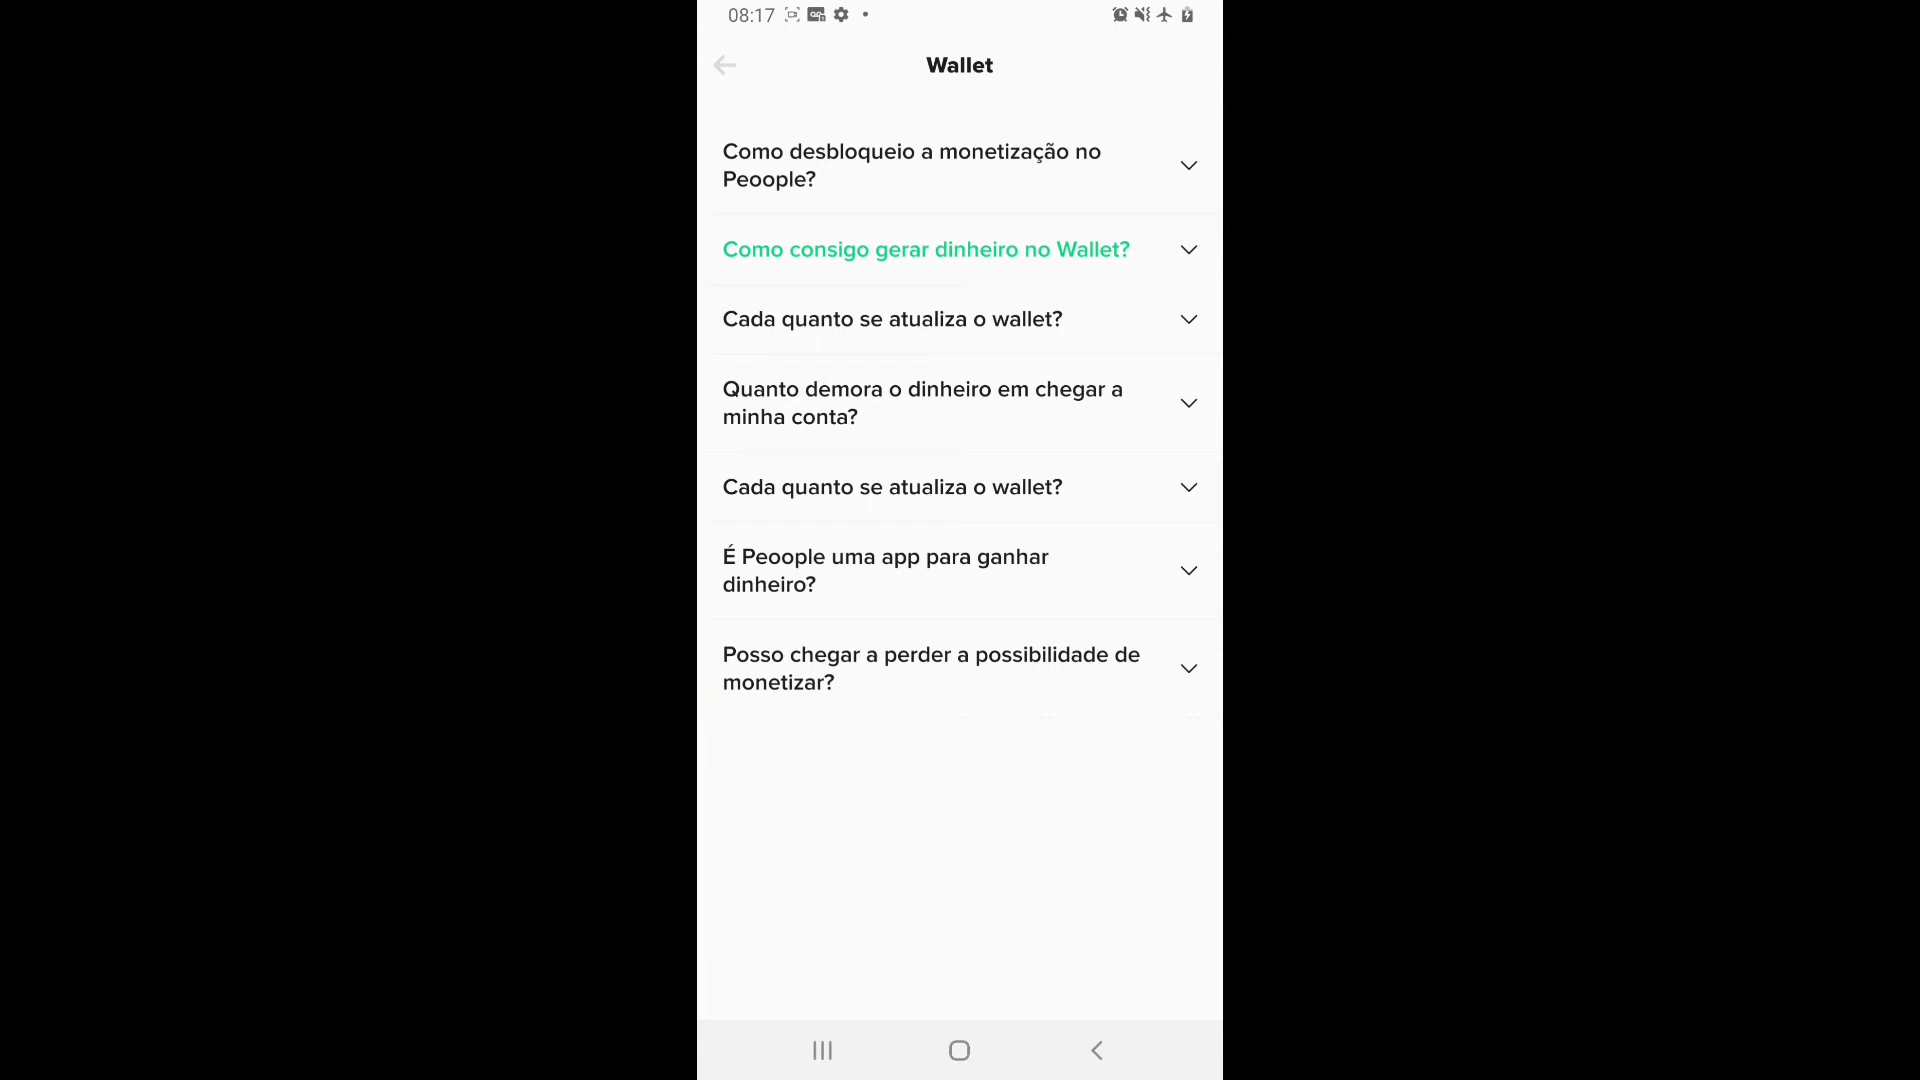 08:17
Wallet
Como desbloqueio a monetização no
Peoople?
Como consigo gerar dinheiro no Wallet?
Cada quanto se atualiza o wallet?
Quanto demora o dinheiro em chegar a
minha conta?
Cada quanto se atualiza o wallet?
É Peoople uma app para ganhar
dinheiro?
Posso chegar a perder a possibilidade de
monetizar?